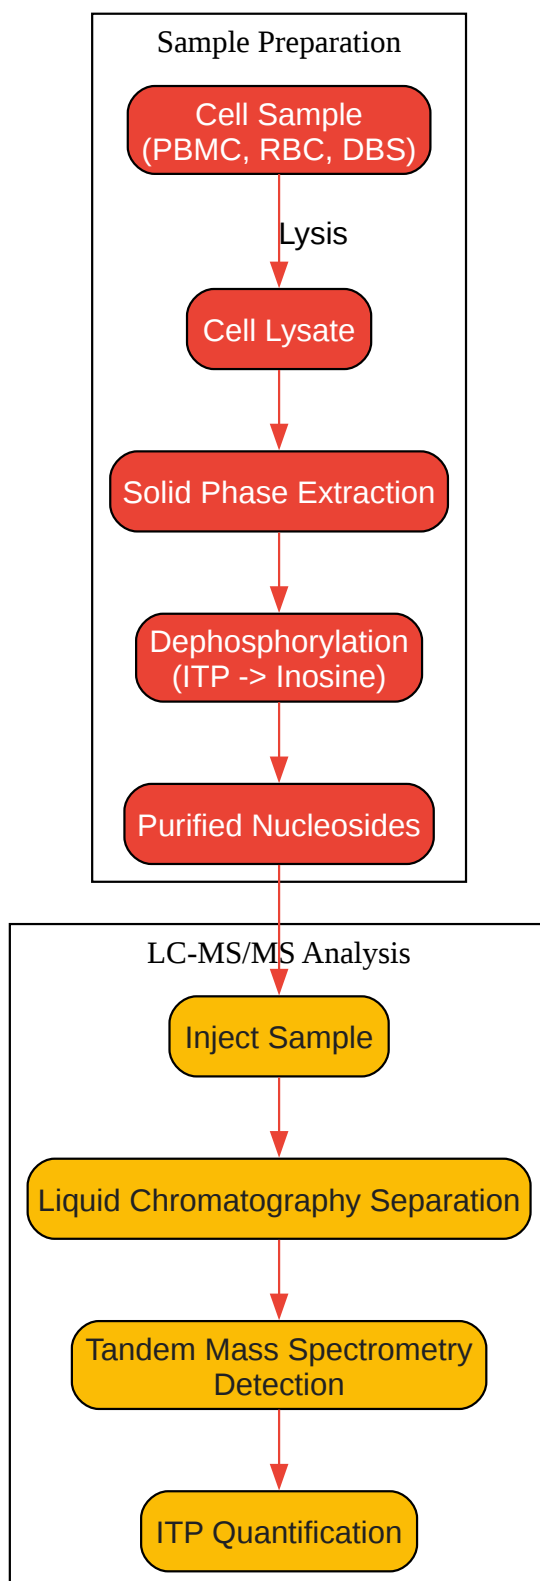 Sample Preparation
Cell Sample
(PBMC, RBC, DBS)
Lysis
Cell Lysate
Solid Phase Extraction
Dephosphorylation
(ITP -> Inosine)
Purified Nucleosides
LC-MS/MS Analysis
Inject Sample
Liquid Chromatography Separation
Tandem Mass Spectrometry
Detection
ITP Quantification